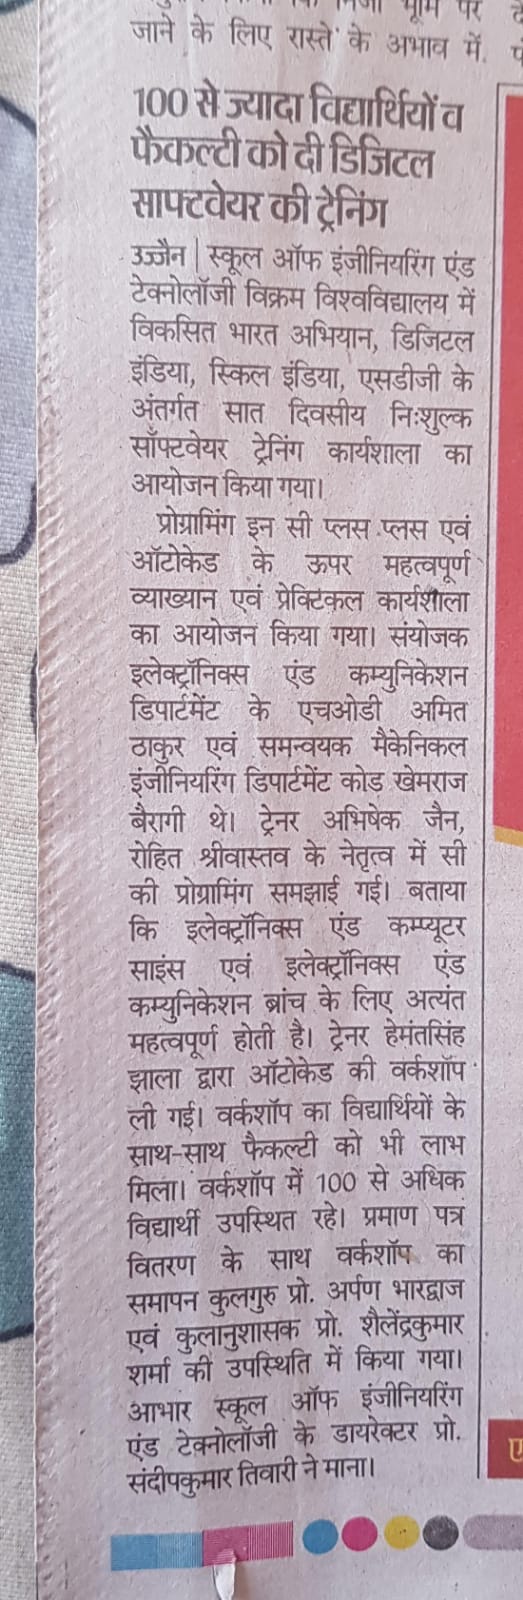 जाने के लिए रास्ते के अभाव में.
100 से ज्यादा विद्यार्थियों व
फैकल्टी को दी डिजिटल
साफ्टवेयर की ट्रेनिंग
उज्जैन | स्कूल ऑफ इंजीनियरिंग एंड
टेक्नोलॉजी विक्रम विश्वविद्यालय में
विकसित भारत अभियान, डिजिटल
इंडिया, स्किल इंडिया, एसडीजी के
अंतर्गत सात दिवसीय निःशुल्क
सॉफ्टवेयर ट्रेनिंग कार्यशाला का
आयोजन किया गया।
प्रोग्रामिंग इन सी प्लस प्लस एवं
ऑटोकेड के ऊपर महत्वपूर्ण
व्याख्यान एवं प्रेक्टिकल कार्यशाला
का आयोजन किया गया। संयोजक
इलेक्ट्रॉनिक्स एंड कम्युनिकेशन
डिपार्टमेंट के एचओडी अमित
ठाकुर एवं समन्वयक मैकेनिकल
इंजीनियरिंग डिपार्टमेंट कोड खेमराज
बैरागी थे। ट्रेनर अभिषेक जैन,
रोहित श्रीवास्तव के नेतृत्व में सी
की प्रोग्रामिंग समझाई गई। बताया
कि इलेक्ट्रॉनिक्स एंड कम्प्यूटर
साइंस एवं इलेक्ट्रॉनिक्स एंड
कम्युनिकेशन ब्रांच के लिए अत्यंत
महत्वपूर्ण होती है। ट्रेनर हेमंतसिंह
झाला द्वारा ऑटोकेड की वर्कशॉप
ली गई। वर्कशॉप का विद्यार्थियों के
साथ-साथ फैकल्टी को भी लाभ
मिला। वर्कशॉप में 100 से अधिक
विद्यार्थी उपस्थित रहे। प्रमाण पत्र
वितरण के साथ वर्कशॉप का
समापन कुलगुरु प्रो. अर्पण भारद्वाज
एवं कुलानुशासक प्रो. शैलेंद्रकुमार
शर्मा की उपस्थिति में किया गया।
आभार स्कूल ऑफ इंजीनियरिंग
एंड टेक्नोलॉजी के डायरेक्टर प्रो.
संदीपकुमार तिवारी ने माना।